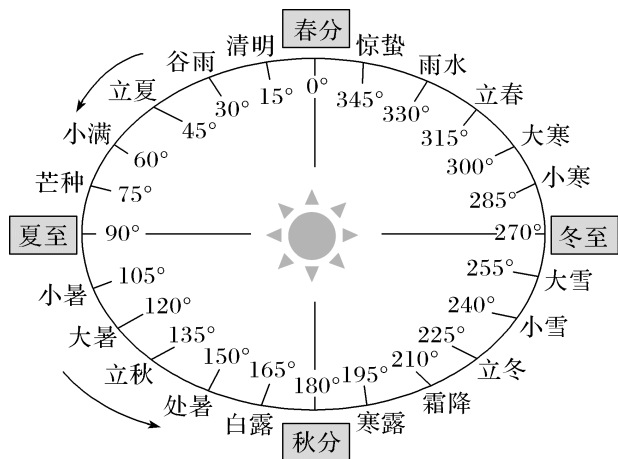 春分
清明
惊蛰
谷雨
雨水
立夏
立春
小满
大寒
芒种
小寒
夏至
冬至
小暑
大雪
大暑
小雪
立秋
立冬
处暑
霜降
白露
寒露
秋分
0°
15°
345°
30°
330°
45°
315°
60°
300°
75°
285°
90°
270°
105°
255°
120°
240°
135°
225°
150°
210°
165°
195°
180°